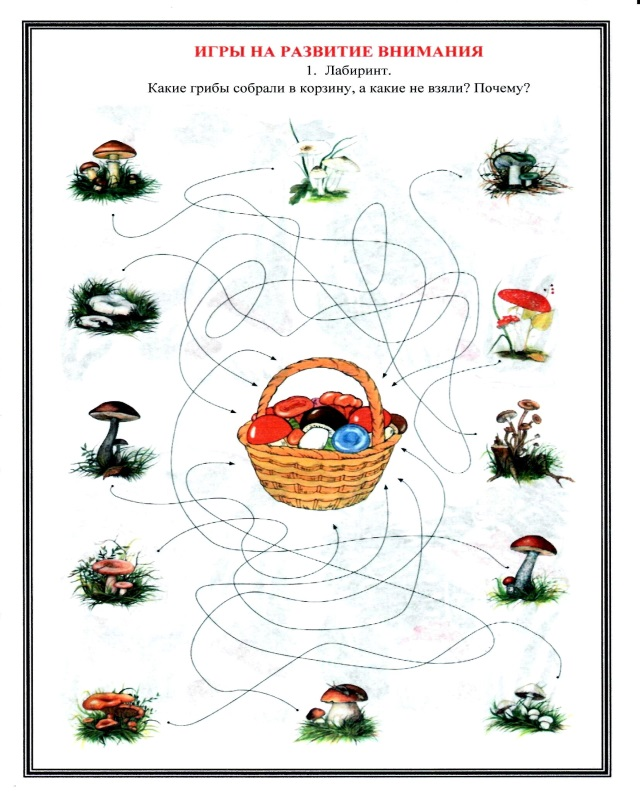 ИГРЫ НА РАЗВИТИЕ ВНИМАНИЯ
1. Лабиринт.
Какие грибы собрали в корзину, а какие не взяли? Почему?